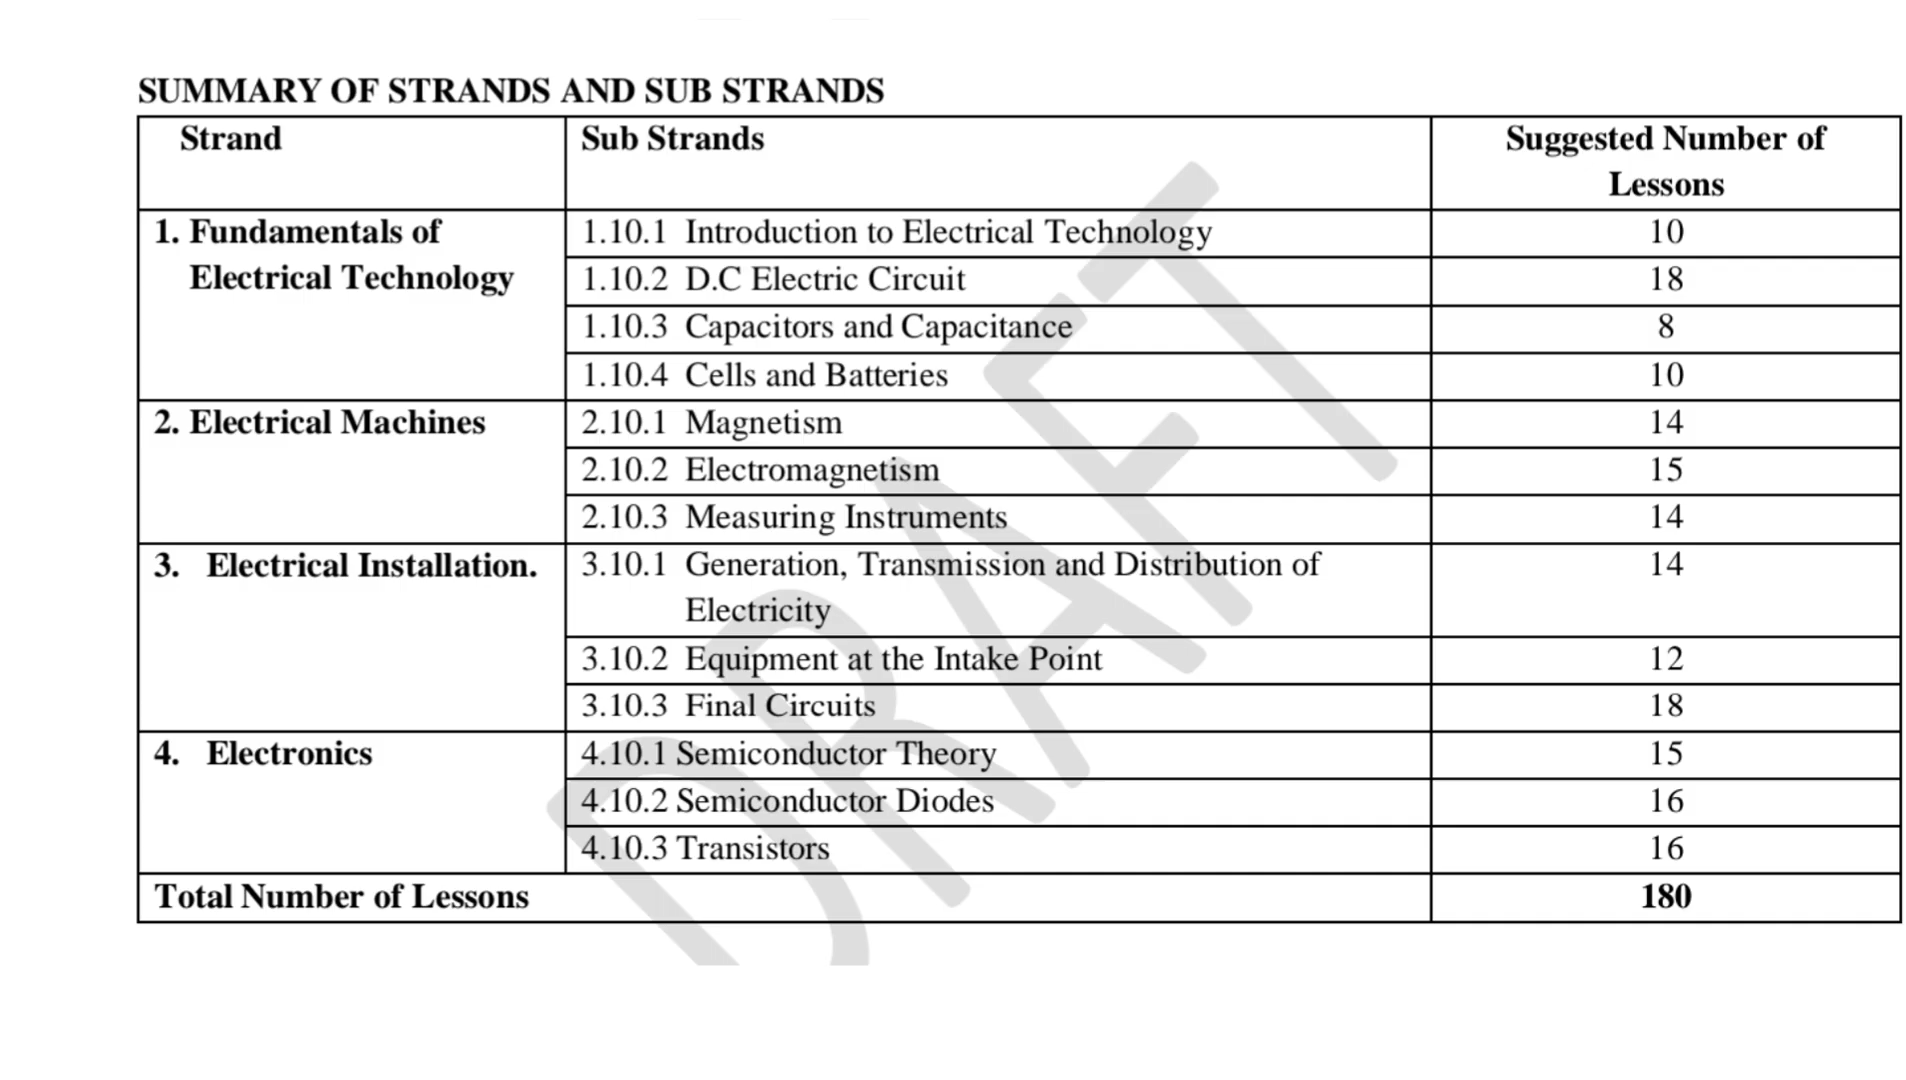 SUMMARY OF STRANDS AND SUB STRANDS
Strand Sub Strands Suggested Number of
Lessons
1. Fundamentals of 1.10.1 Introduction to Electrical Technology 10
Electrical Technology 1.10.2 D.C Electric Circuit 18
1.10.3 Capacitors and Capacitance 8
1.10.4 Cells and Batteries 10
2. Electrical Machines 2.10.1 Magnetism 14
2.10.2 Electromagnetism 15
2.10.3 Measuring Instruments 14
3. Electrical Installation. 3.10.1 Generation, Transmission and Distribution of 14
Electricity
3.10.2 Equipment at the Intake Point 12
3.10.3 Final Circuits 18
4. Electronics 4.10.1 Semiconductor Theory 15
4.10.2 Semiconductor Diodes 16
4.10.3 Transistors 16
Total Number of Lessons 180
DRAFT